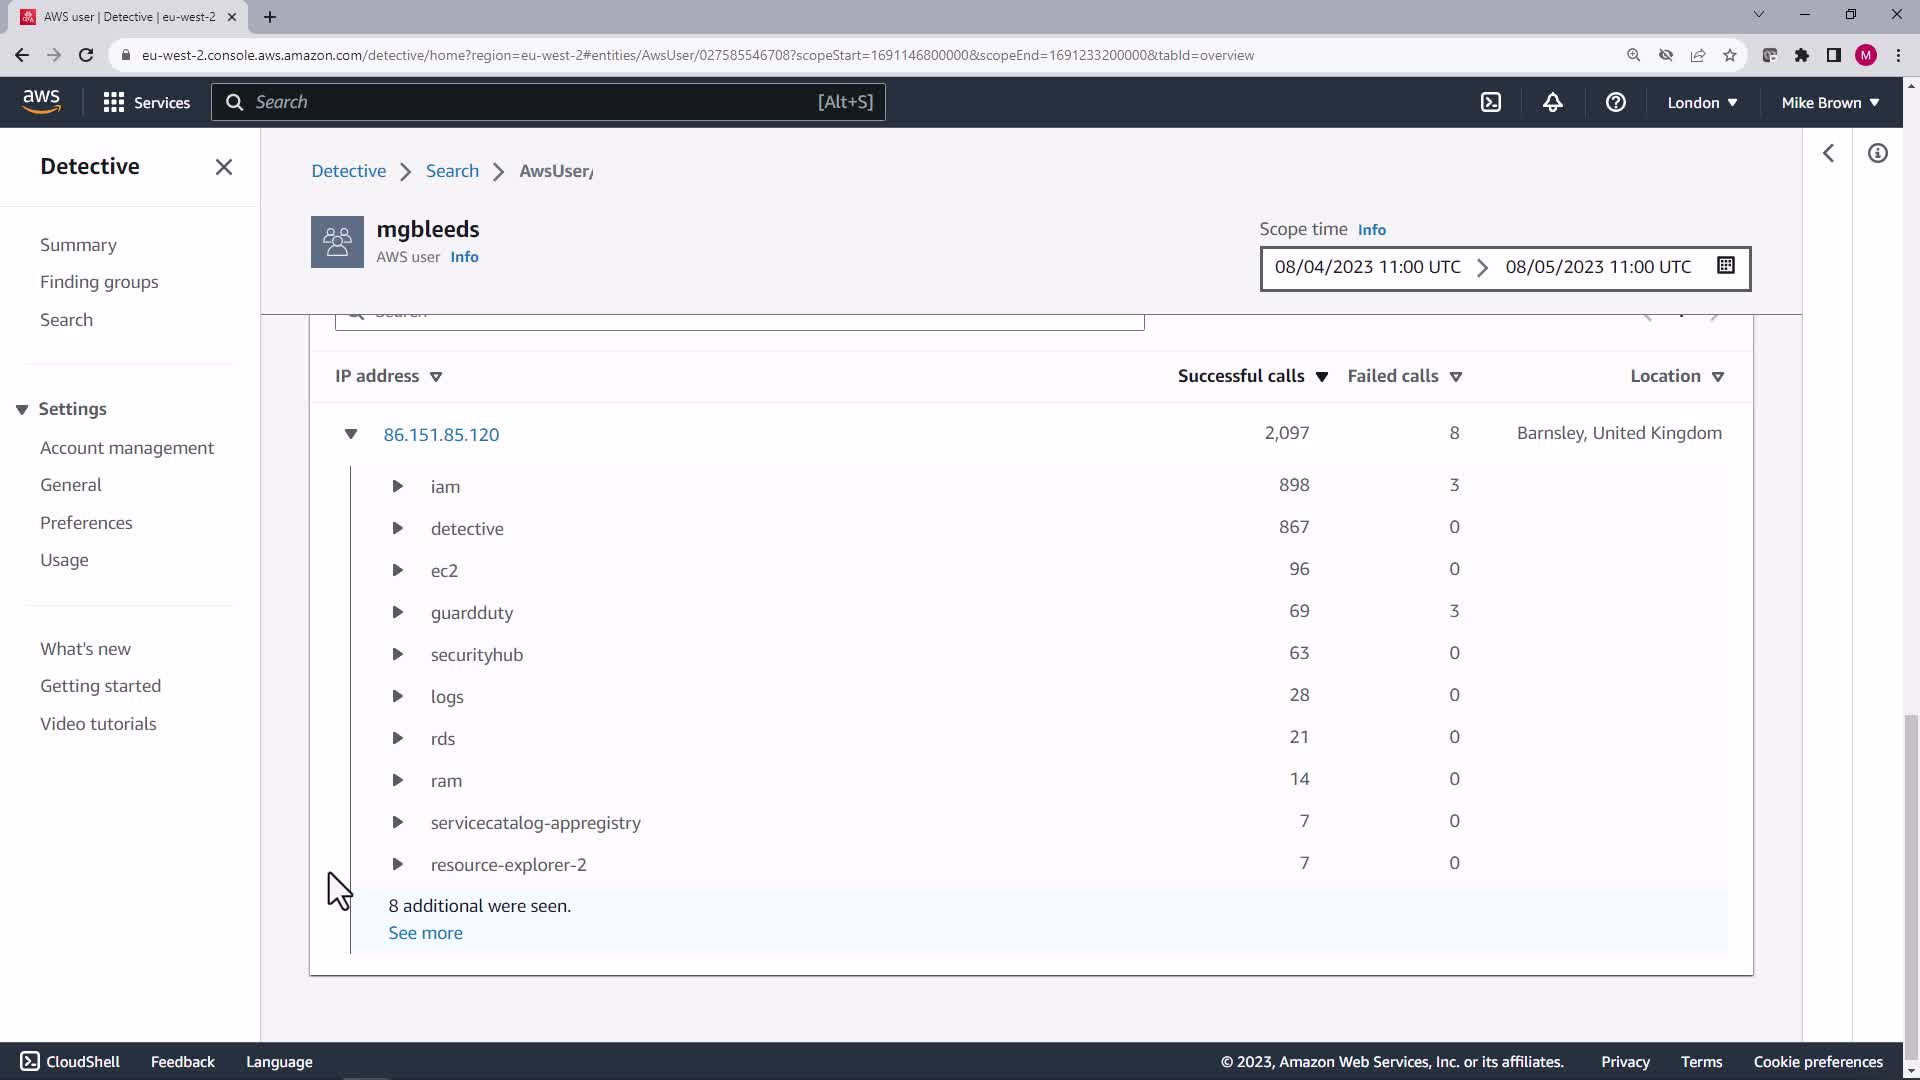 AWS user | Detective | eu-west-2
eu-west-2.console.aws.amazon.com/detective/home?region=eu-west-2#entities/AwsUser/027585546708?scopeStart=1691146800000&scopeEnd=1691233200000&tabId=overview
M
aws
Services
Search
[Alt+S]
London
Mike Brown
Detective
Summary
Finding groups
Search
Settings
Account management
General
Preferences
Usage
What's new
Getting started
Video tutorials
Detective
Search
AwsUser/
mgbleeds
AWS user Info
Scope time Info
08/04/2023 11:00 UTC
08/05/2023 11:00 UTC
IP address Successful calls Failed calls Location
86.151.85.120 2,097 8 Barnsley, United Kingdom
iam 898 3
detective 867 0
ec2 96 0
guardduty 69 3
securityhub 63 0
logs 28 0
rds 21 0
ram 14 0
servicecatalog-appregistry 7 0
resource-explorer-2 7 0
8 additional were seen.
See more
CloudShell Feedback Language © 2023, Amazon Web Services, Inc. or its affiliates. Privacy Terms Cookie preferences